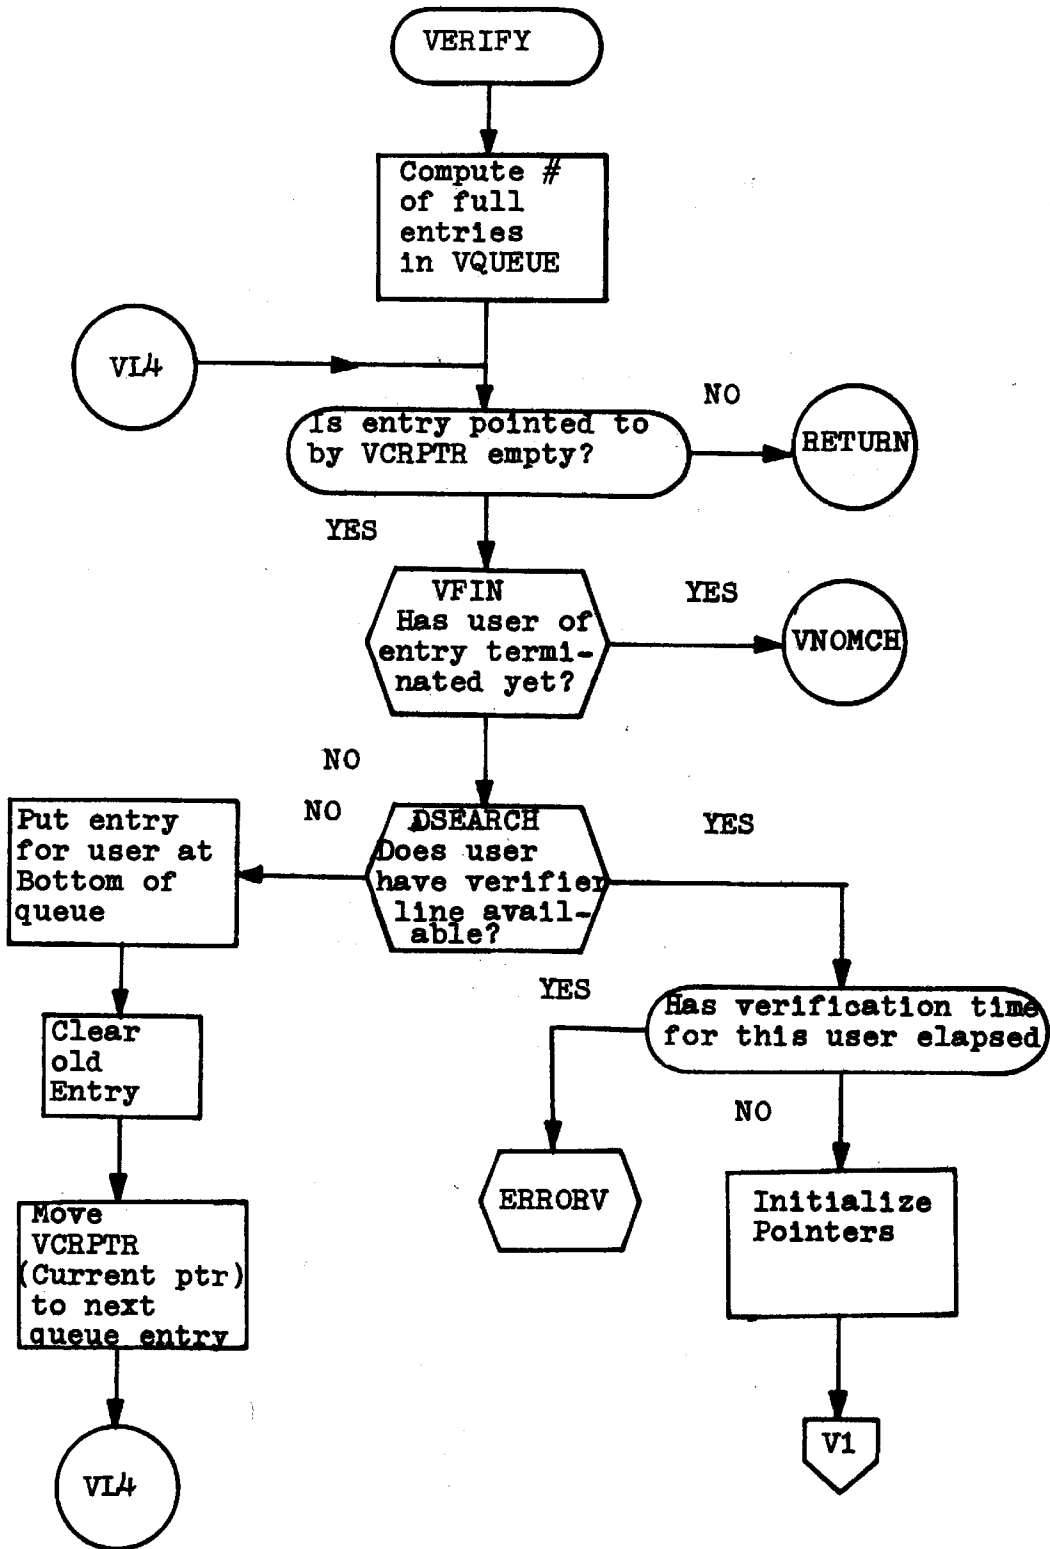 VERIFY
Compute #
of full
entries
in VQUEUE
VL4
Is entry pointed to
by VCRPTR empty?
NO
RETURN
YES
VFIN
Has user of
entry termi-
nated yet?
YES
VNOMCH
NO
NO
DSEARCH
Does user
have verifier
line avail-
able?
YES
Put entry
for user at
Bottom of
queue
Clear
old
Entry
Move
VCRPTR
(Current ptr)
to next
queue entry
VL4
YES
Has verification time
for this user elapsed
NO
ERRORV
Initialize
Pointers
V1